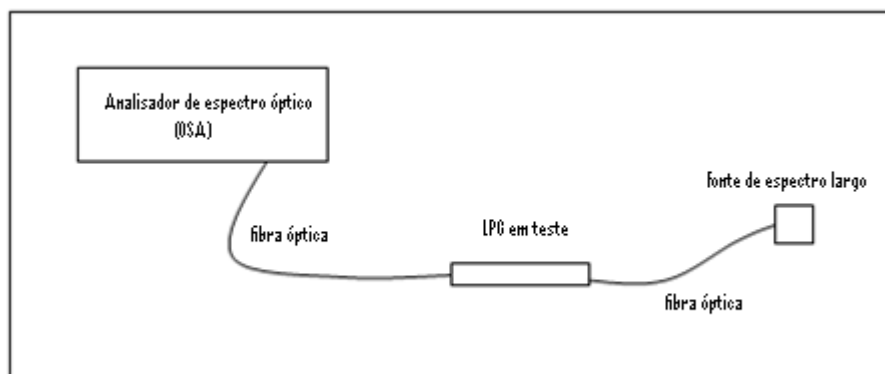 Analisador de espectro óptico
(OSA)
fonte de espectro largo
fibra óptica
LPG em teste
fibra óptica